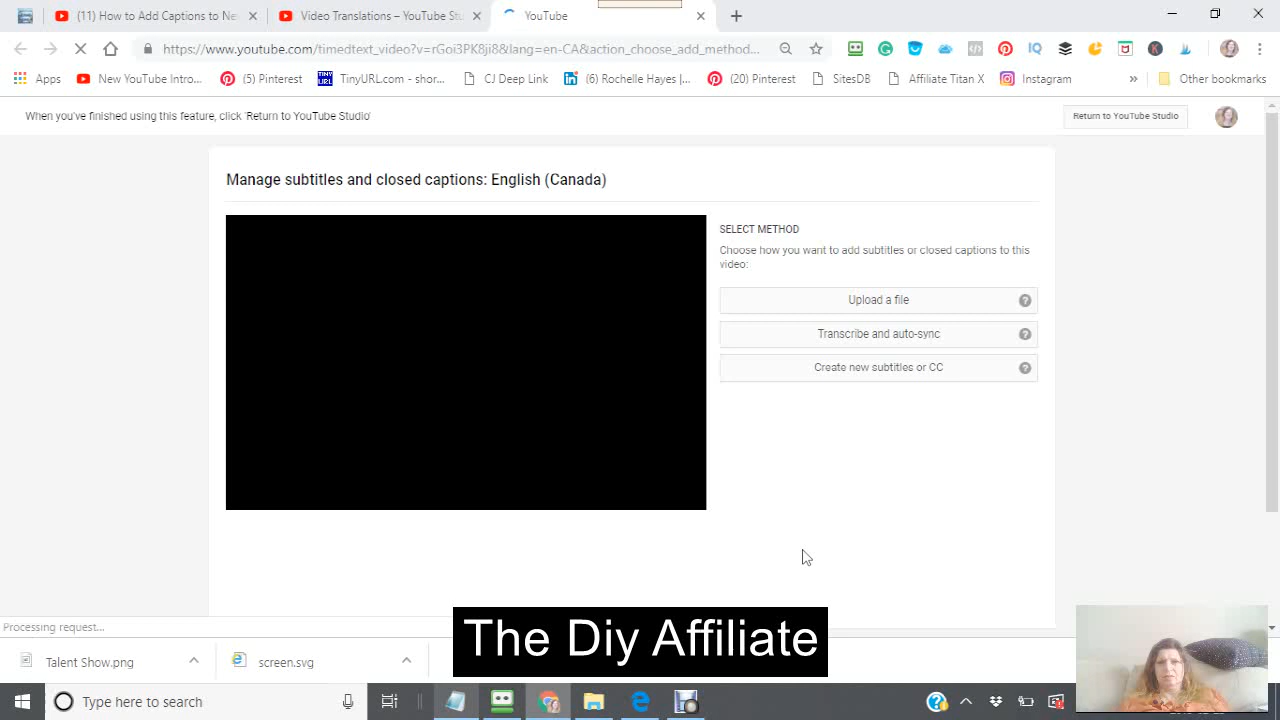 (11) How to Add Captions to Ne
Video Translations – YouTube Stu
YouTube
https://www.youtube.com/timedtext_video?v=rGoi3PK8ji8&lang=en-CA&action_choose_add_method...
Apps
New YouTube Intro...
(5) Pinterest
TINY URL
TinyURL.com - shor...
CJ Deep Link
(6) Rochelle Hayes |...
(20) Pinterest
SitesDB
Affiliate Titan X
Instagram
»
Other bookmarks
When you've finished using this feature, click 'Return to YouTube Studio'
Return to YouTube Studio
Manage subtitles and closed captions: English (Canada)
SELECT METHOD
Choose how you want to add subtitles or closed captions to this
video:
Upload a file
Transcribe and auto-sync
Create new subtitles or CC
The Diy Affiliate
Processing request...
Talent Show.png
screen.svg
Type here to search